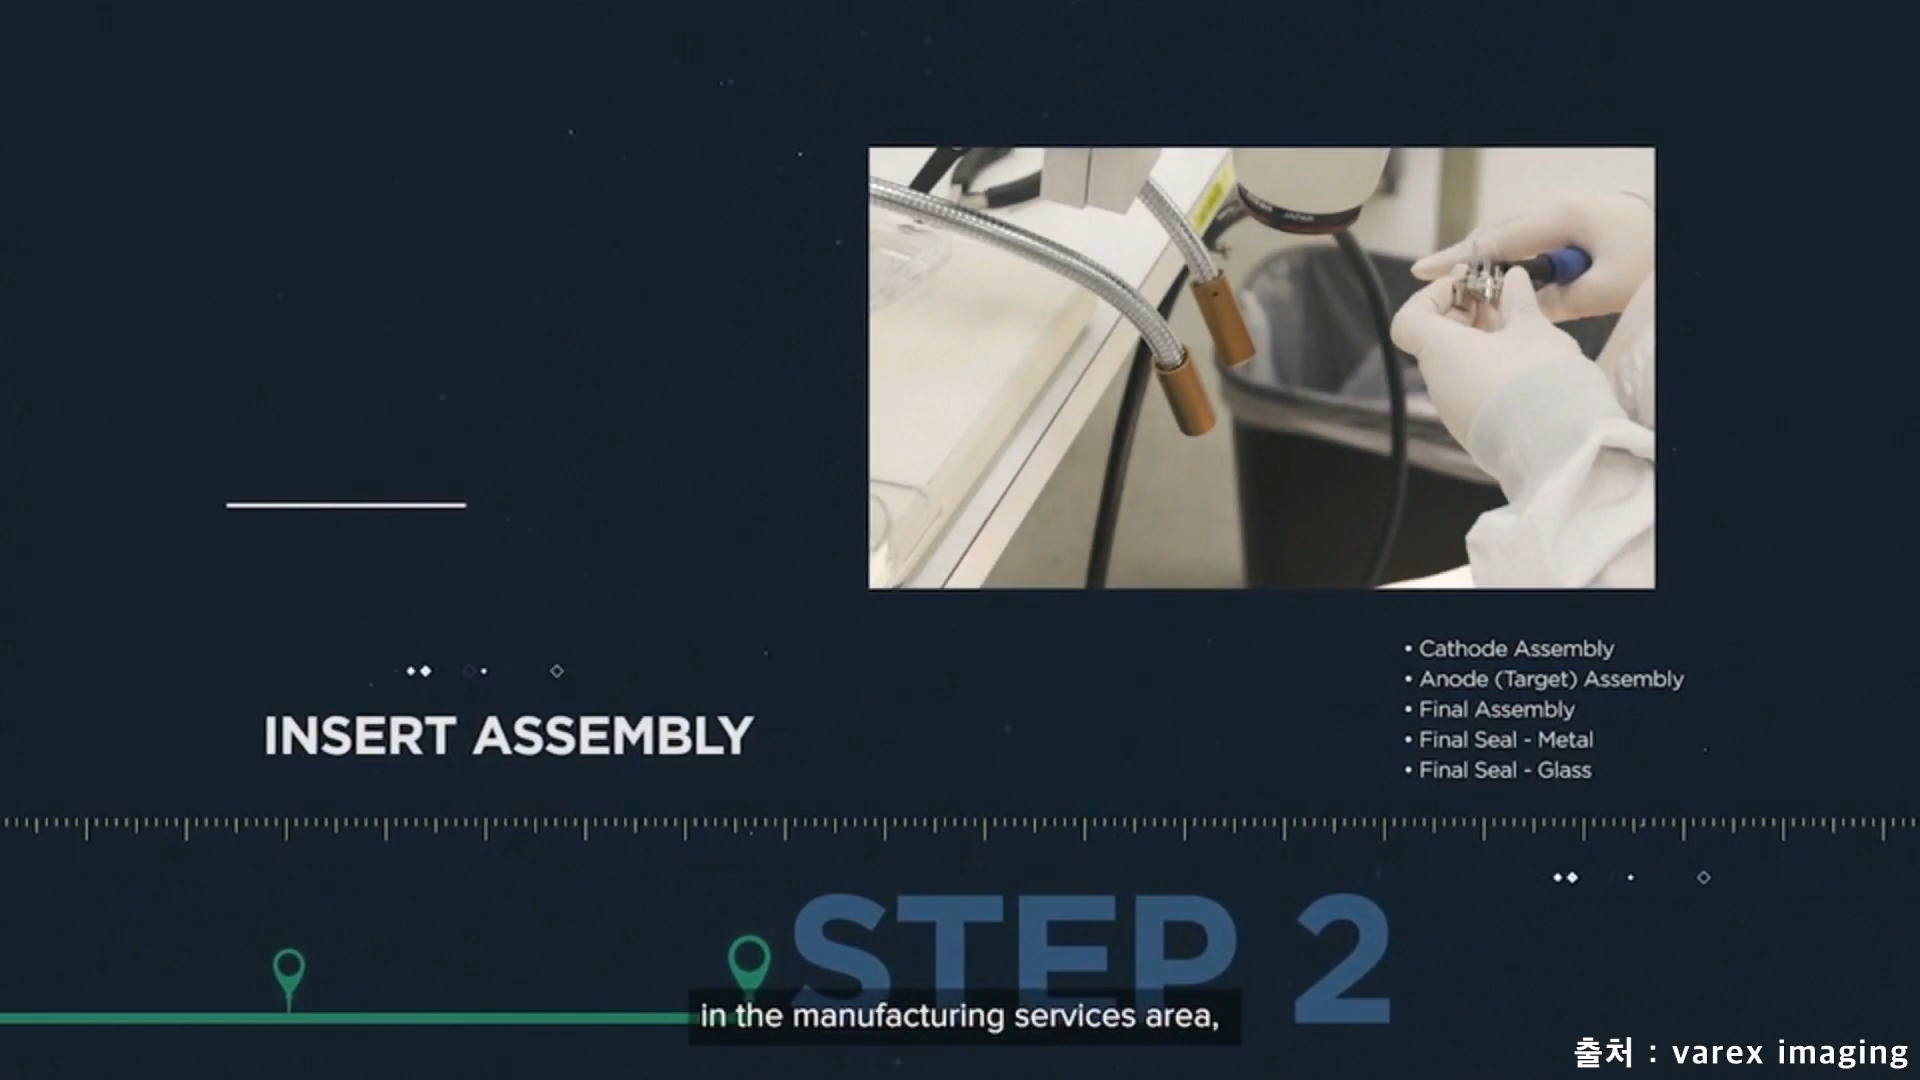 JAPAN
• Cathode Assembly
• Anode (Target) Assembly
• Final Assembly
• Final Seal - Metal
• Final Seal - Glass
INSERT ASSEMBLY
STEP 2
in the manufacturing services area,
출처 : varex imaging